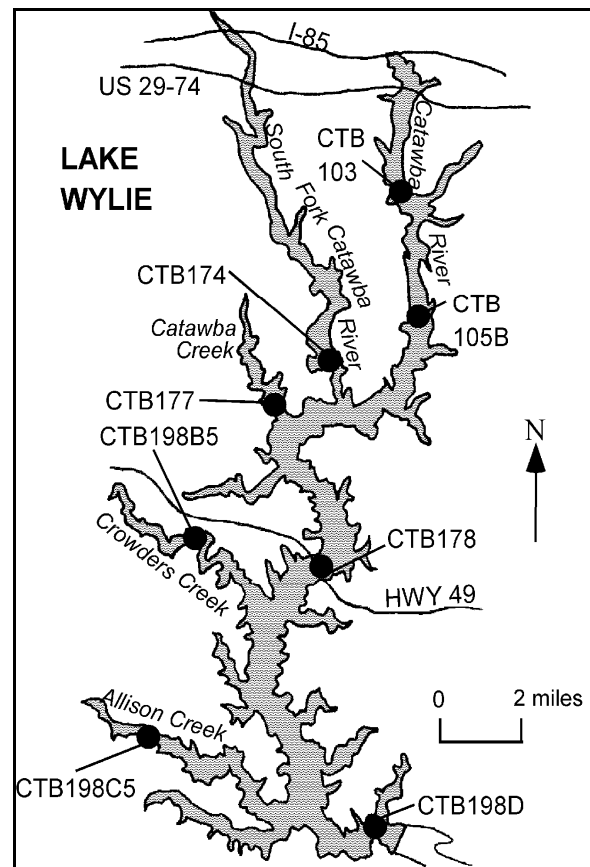 I-85
US 29-74
LAKE
WYLIE
CTB
103
Catawba
River
South Fork Catawba
River
CTB174
CTB
105B
Catawba
Creek
CTB177
CTB198B5
N
CTB178
Crowders Creek
HWY 49
0 2 miles
Allison Creek
CTB198C5
CTB198D